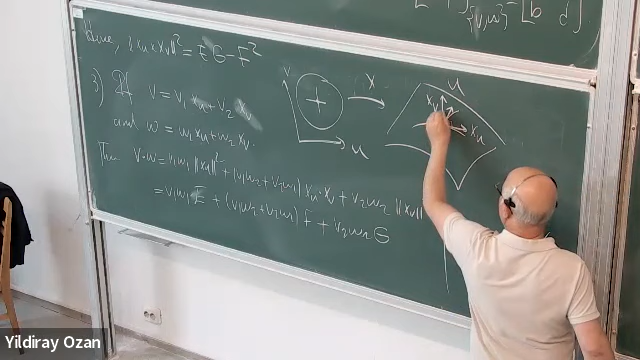 Hence, ||xu × xv||² = EG - F²
3) If v = v₁ xu + v₂ xv
and w = w₁ xu + w₂ xv.
Then v·w = v₁w₁ ||xu||² + (v₁w₂ + v₂w₁) xu·xv + v₂w₂ ||xv||
= v₁w₁ E + (v₁w₂ + v₂w₁) F + v₂w₂ G
v
u
x
u
xv
xu
{v,w} [b d]
Yildiray Ozan